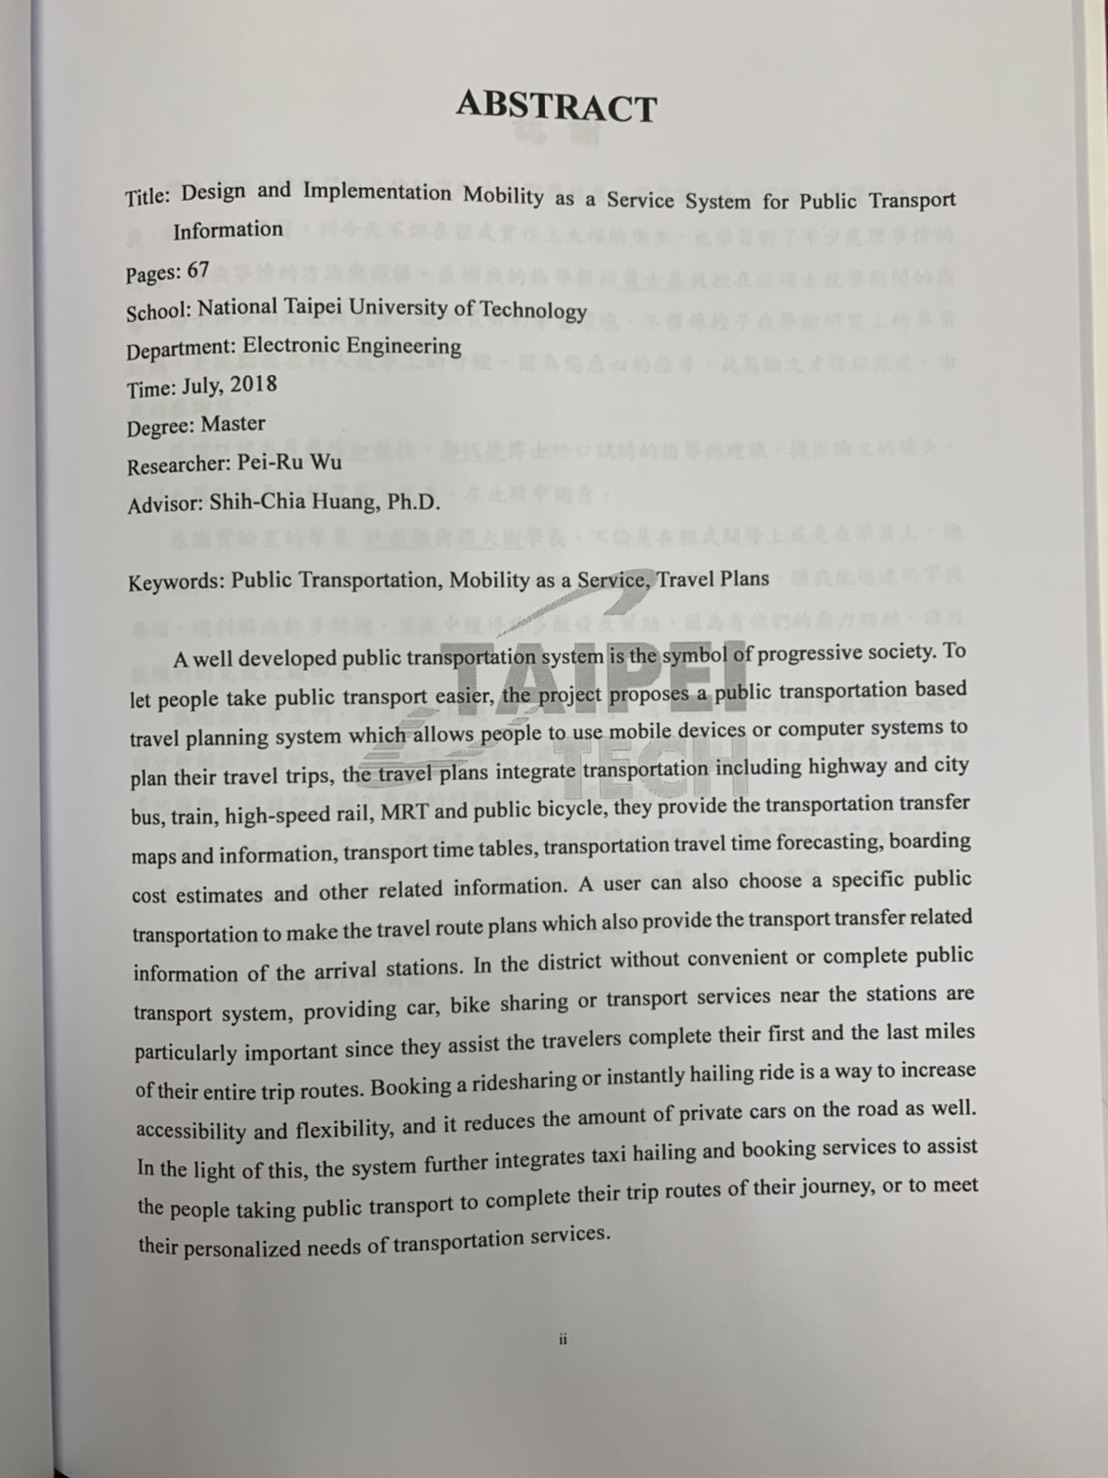 ABSTRACT
Title: Design and Implementation Mobility as a Service System for Public Transport
Information
Pages: 67
School: National Taipei University of Technology
Department: Electronic Engineering
Time: July, 2018
Degree: Master
Researcher: Pei-Ru Wu
Advisor: Shih-Chia Huang, Ph.D.
Keywords: Public Transportation, Mobility as a Service, Travel Plans
TAIPEI
TECH
A well developed public transportation system is the symbol of progressive society. To
let people take public transport easier, the project proposes a public transportation based
travel planning system which allows people to use mobile devices or computer systems to
plan their travel trips, the travel plans integrate transportation including highway and city
bus, train, high-speed rail, MRT and public bicycle, they provide the transportation transfer
maps and information, transport time tables, transportation travel time forecasting, boarding
cost estimates and other related information. A user can also choose a specific public
transportation to make the travel route plans which also provide the transport transfer related
information of the arrival stations. In the district without convenient or complete public
transport system, providing car, bike sharing or transport services near the stations are
particularly important since they assist the travelers complete their first and the last miles
of their entire trip routes. Booking a ridesharing or instantly hailing ride is a way to increase
accessibility and flexibility, and it reduces the amount of private cars on the road as well.
In the light of this, the system further integrates taxi hailing and booking services to assist
the people taking public transport to complete their trip routes of their journey, or to meet
their personalized needs of transportation services.
ii